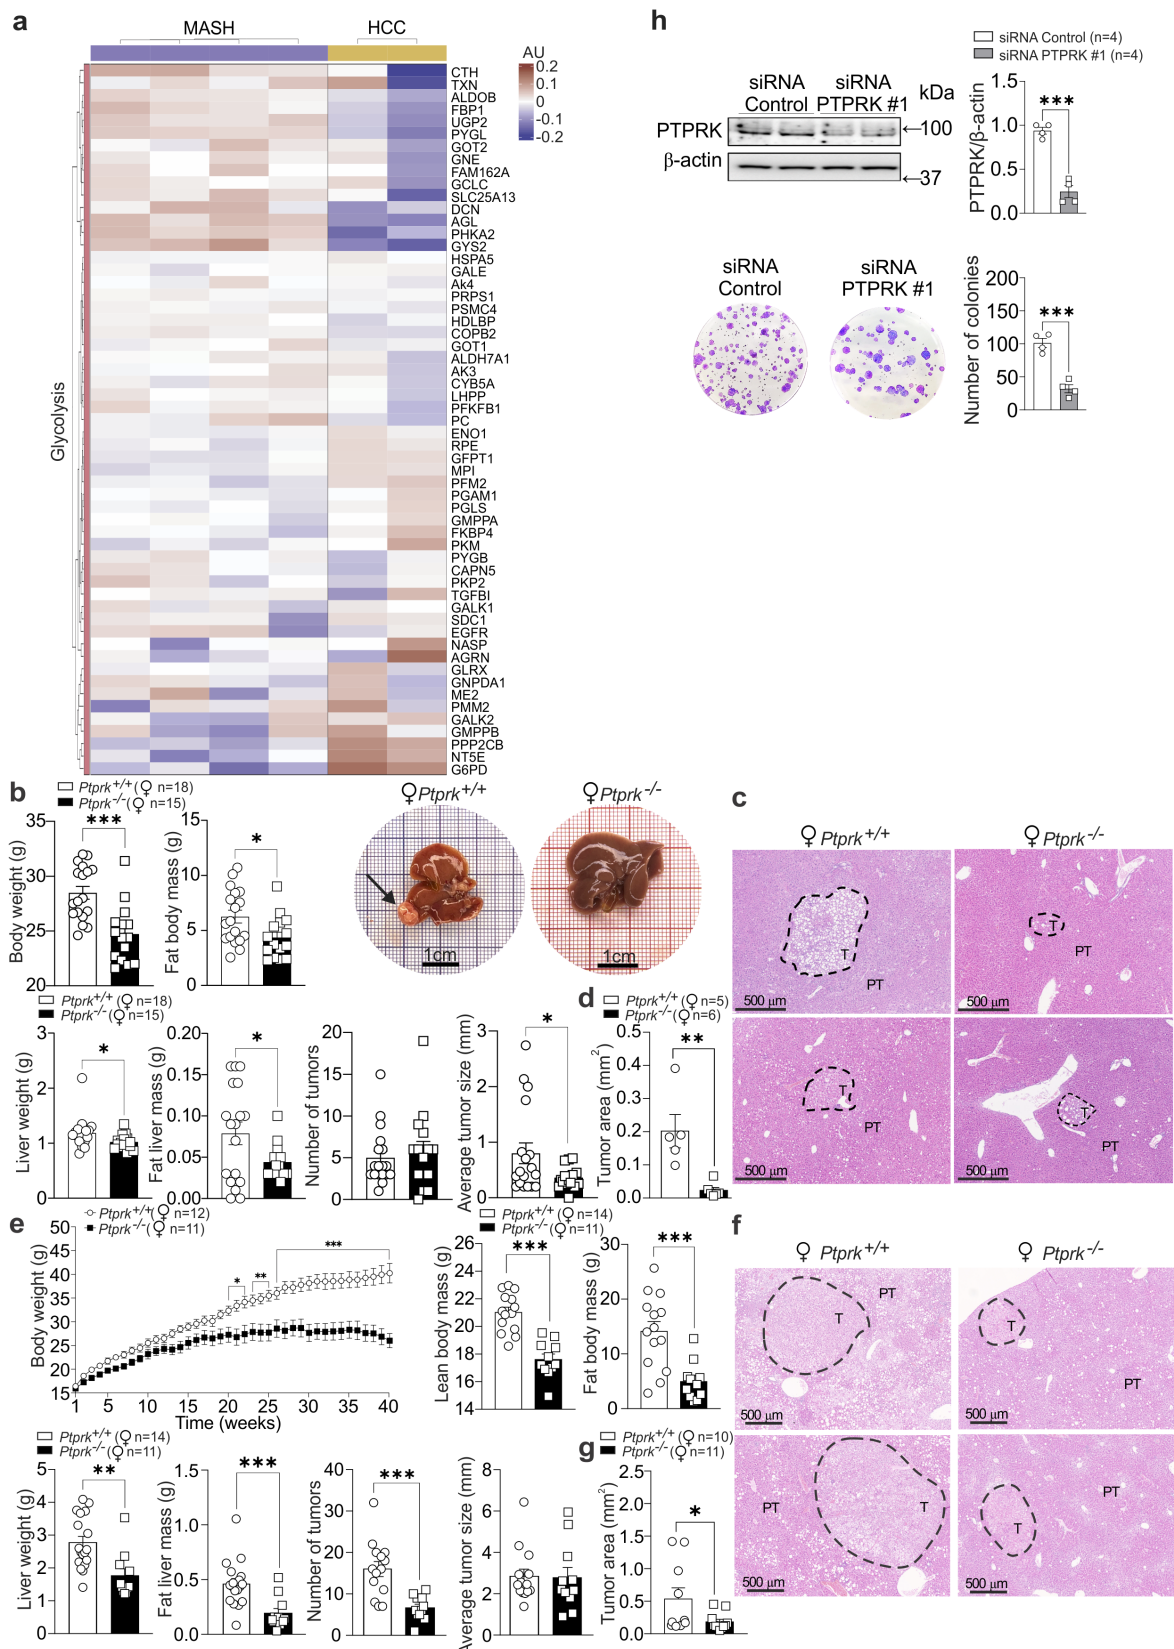 a
MASH
HCC
AU
0.2
0.1
0
-0.1
-0.2
Glycolysis
CTH
TXN
ALDOB
FBP1
UGP2
PYGL
GOT2
GNE
FAM162A
GCLC
SLC25A13
DCN
AGL
PHKA2
GYS2
HSPA5
GALE
Ak4
PRPS1
PSMC4
HDLBP
COPB2
GOT1
ALDH7A1
AK3
CYB5A
LHPP
PFKFB1
PC
ENO1
RPE
GFPT1
MPI
PFM2
PGAM1
PGLS
GMPPA
FKBP4
PKM
PYGB
CAPN5
PKP2
TGFBI
GALK1
SDC1
EGFR
NASP
AGRN
GLRX
GNPDA1
ME2
PMM2
GALK2
GMPPB
PPP2CB
NT5E
G6PD
h
siRNA Control (n=4)
siRNA PTPRK #1 (n=4)
siRNA Control
siRNA PTPRK #1
kDa
PTPRK
←100
β-actin
←37
PTPRK/β-actin
1.5
1.0
0.5
0.0
***
siRNA Control
siRNA PTPRK #1
Number of colonies
200
150
100
50
0
***
b
Ptprk+/+ (♀ n=18)
Ptprk-/- (♀ n=15)
Body weight (g)
35
30
25
20
***
Fat body mass (g)
15
10
5
0
*
♀ Ptprk+/+
1cm
♀ Ptprk-/-
1cm
Ptprk+/+ (♀ n=18)
Ptprk-/- (♀ n=15)
Liver weight (g)
3
2
1
0
*
Fat liver mass (g)
0.20
0.15
0.10
0.05
0.00
*
Number of tumors
20
15
10
5
0
Average tumor size (mm)
3
2
1
0
*
c
♀ Ptprk+/+
♀ Ptprk-/-
T
PT
500 µm
T
PT
500 µm
T
PT
500 µm
T
PT
500 µm
d
Ptprk+/+ (♀ n=5)
Ptprk-/- (♀ n=6)
Tumor area (mm2)
0.5
0.4
0.3
0.2
0.1
0.0
**
e
Ptprk+/+ (♀ n=12)
Ptprk-/- (♀ n=11)
Body weight (g)
50
45
40
35
30
25
20
15
*
**
***
1
5
10
15
20
25
30
35
40
Time (weeks)
Ptprk+/+ (♀ n=14)
Ptprk-/- (♀ n=11)
Lean body mass (g)
26
24
22
20
18
16
14
***
Fat body mass (g)
30
20
10
0
***
Ptprk+/+ (♀ n=14)
Ptprk-/- (♀ n=11)
Liver weight (g)
5
4
3
2
1
0
**
Fat liver mass (g)
1.5
1.0
0.5
0.0
***
Number of tumors
40
30
20
10
0
***
Average tumor size (mm)
8
6
4
2
0
f
♀ Ptprk+/+
♀ Ptprk-/-
PT
T
500 µm
T
PT
500 µm
PT
T
500 µm
PT
T
500 µm
g
Ptprk+/+ (♀ n=10)
Ptprk-/- (♀ n=11)
Tumor area (mm2)
2.5
2.0
1.5
1.0
0.5
0.0
*